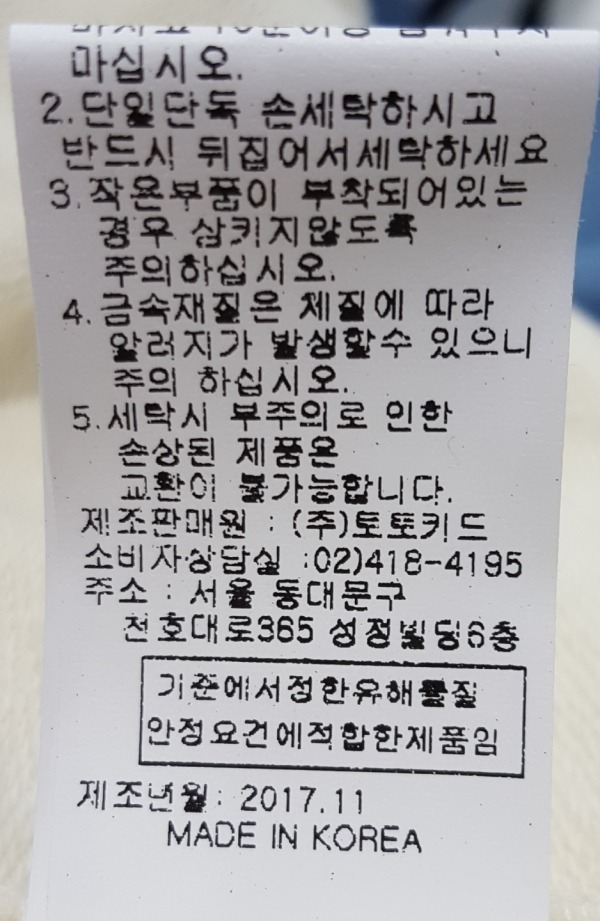 마십시오.
2.단일단독 손세탁하시고
반드시 뒤집어서세탁하세요
3.작은부품이 부착되어있는
경우 삼키지않도록
주의하십시오.
4.금속재질은 체질에 따라
알러지가 발생할수 있으니
주의 하십시오.
5.세탁시 부주의로 인한
손상된 제품은
교환이 불가능합니다.
제조판매원 : (주)토토키드
소비자상담실 :02)418-4195
주소 : 서울 동대문구
천호대로365 성정빌딩6층
기준에서정한유해물질
안정요건에적합한제품임
제조년월: 2017.11
MADE IN KOREA